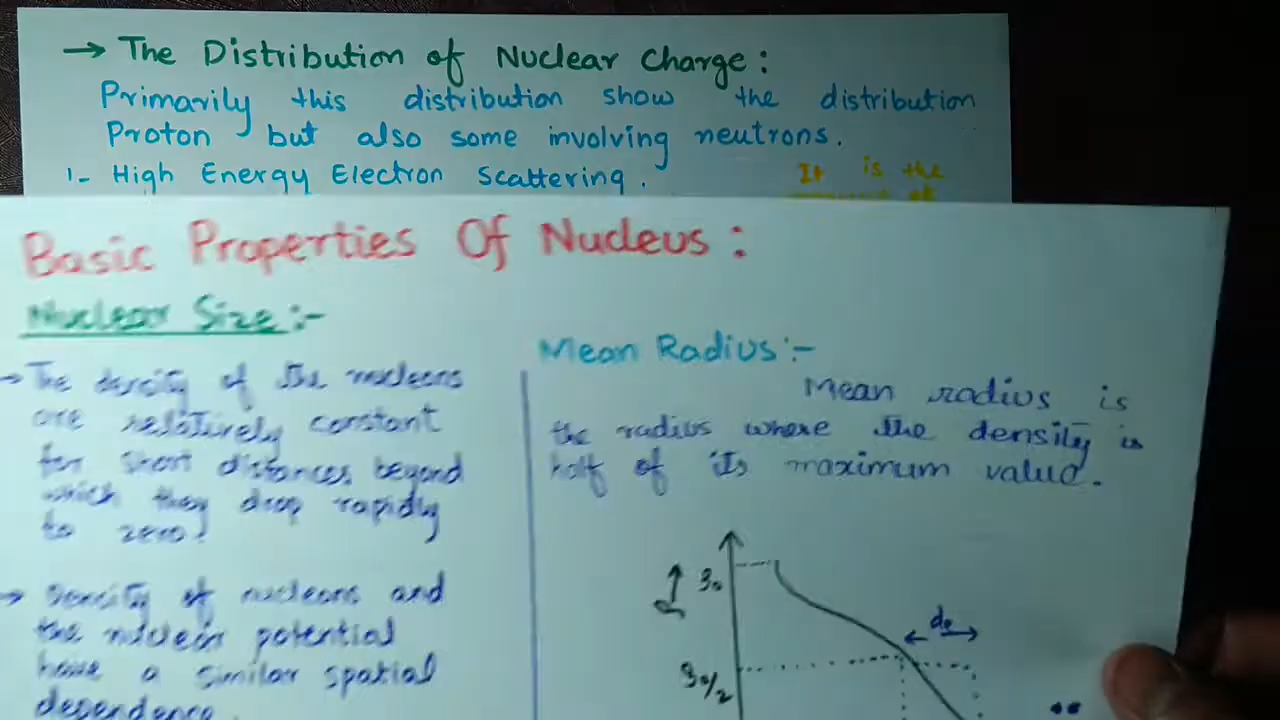 → The Distribution of Nuclear Charge :
Primarily this distribution show the distribution
Proton but also some involving neutrons.
1- High Energy Electron Scattering.
It is the
Basic Properties Of Nucleus :
Nuclear Size :-
→ The density of the nucleons
are relatively constant
for short distances beyond
which they drop rapidly
to zero.
→ Density of nucleons and
the nuclear potential
have a similar spatial
dependence.
Mean Radius :-
Mean radius is
the radius where the density is
half of its maximum value.